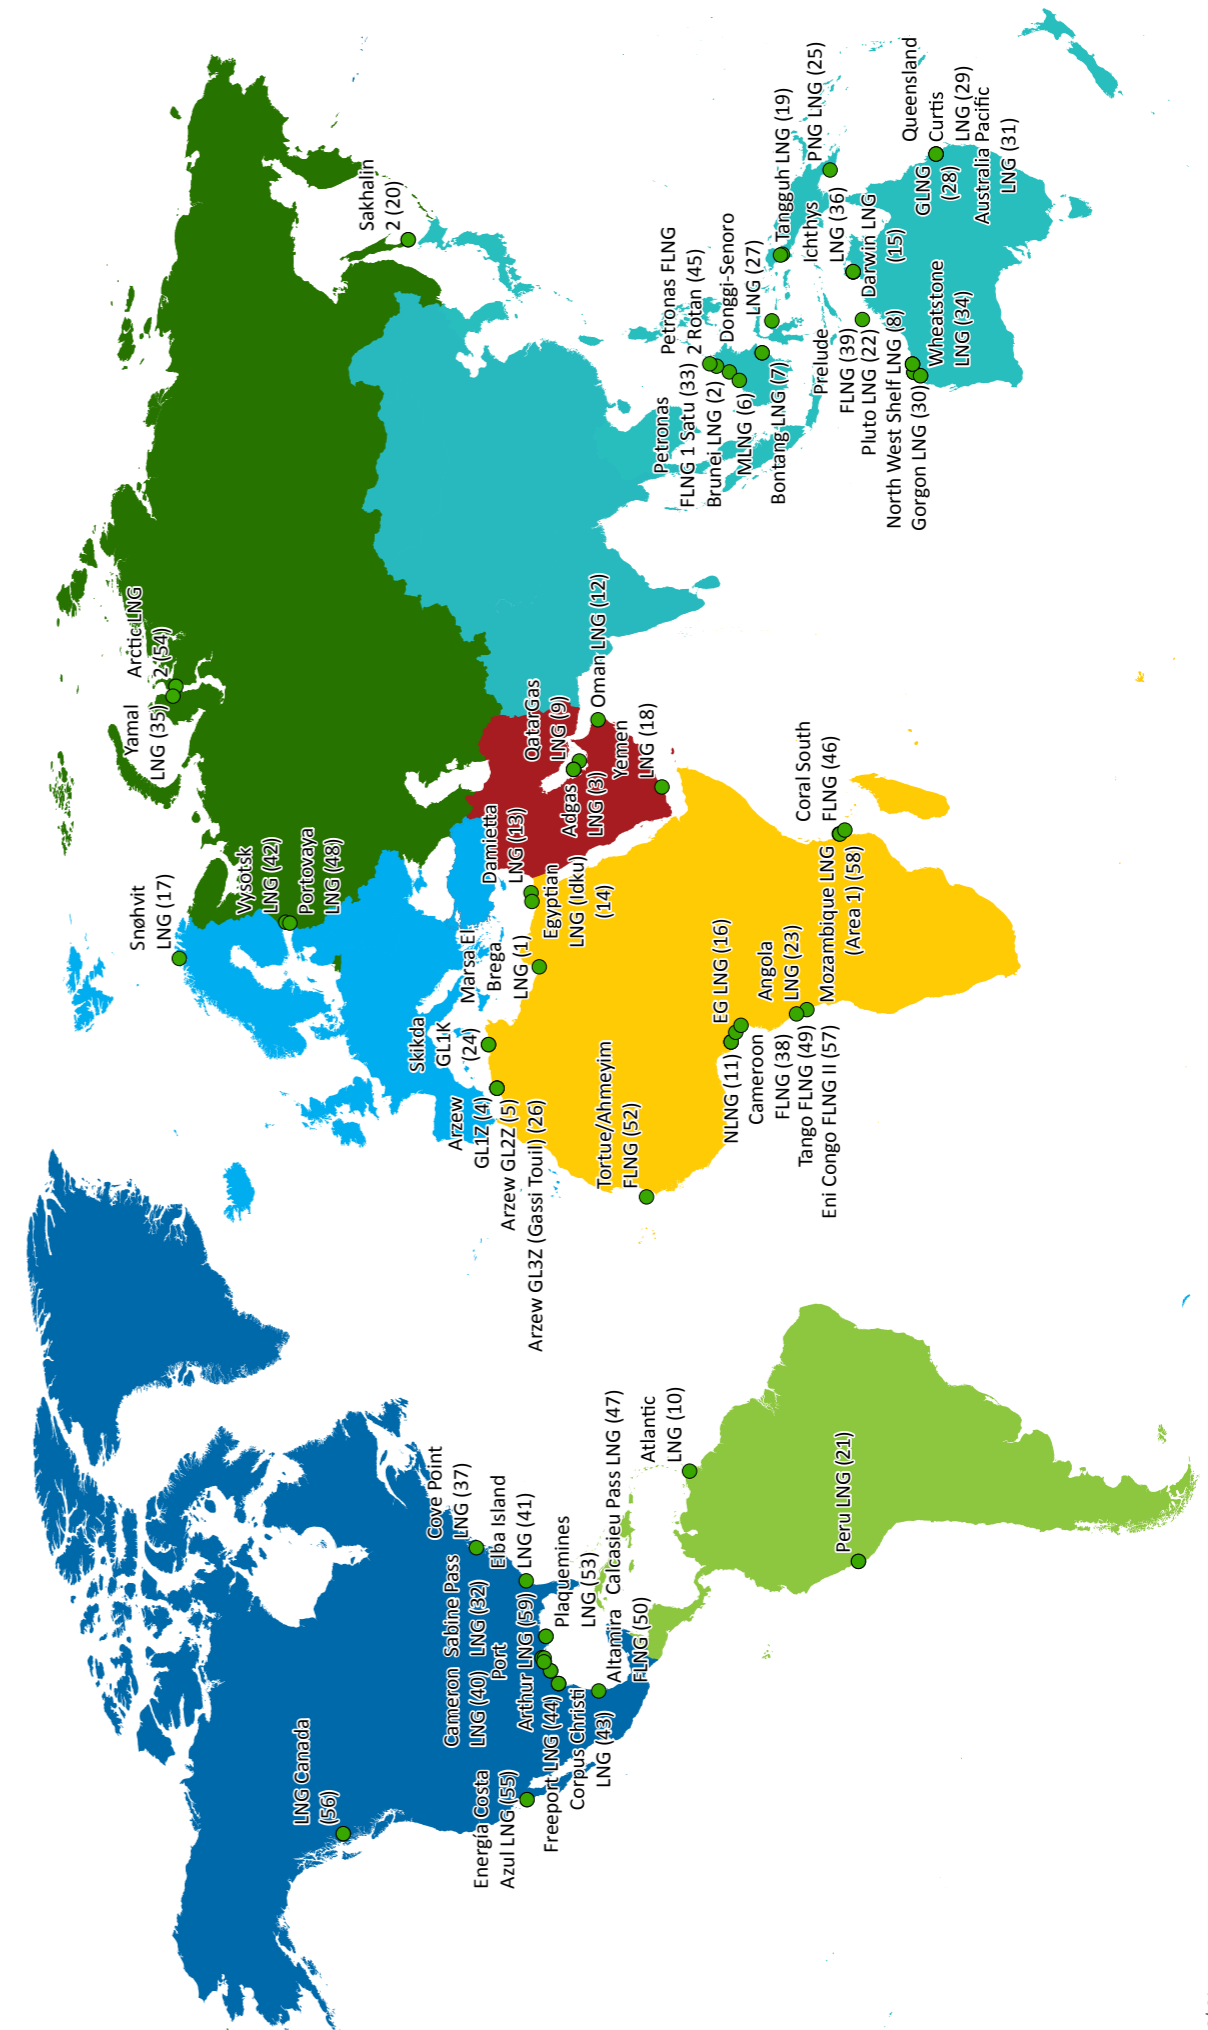 LNG Canada
(56)
Energía Costa
Azul LNG (55)
Freeport LNG (44)
Corpus Christi
LNG (43)
Cameron
LNG (40)
Sabine Pass
LNG (32)
Port
Arthur LNG (59)
Cove Point
LNG (37)
Elba Island
LNG (41)
Plaquemines
LNG (53)
Calcasieu Pass LNG (47)
Altamira
FLNG (50)
Atlantic
LNG (10)
Peru LNG (21)
Snøhvit
LNG (17)
Vysotsk
LNG (42)
Portovaya
LNG (48)
Yamal
LNG (35)
Arctic LNG
2 (54)
Sakhalin
2 (20)
Skikda
GL1K
(24)
Arzew
GL1Z (4)
Arzew GL2Z (5)
Arzew GL3Z (Gassi Touil) (26)
Marsa El
Brega
LNG (1)
Damietta
LNG (13)
Egyptian
LNG (Idku)
(14)
QatarGas
LNG (9)
Adgas
LNG (3)
Oman LNG (12)
Yemen
LNG (18)
Tortue/Ahmeyim
FLNG (52)
NLNG (11)
EG LNG (16)
Cameroon
FLNG (38)
Tango FLNG (49)
Eni Congo FLNG II (57)
Angola
LNG (23)
Mozambique LNG
(Area 1) (58)
Coral South
FLNG (46)
Petronas
FLNG 1 Satu (33)
Petronas FLNG
2 Rotan (45)
Brunei LNG (2)
MLNG (6)
Bontang LNG (7)
Donggi-Senoro
LNG (27)
Tangguh LNG (19)
PNG LNG (25)
Ichthys
LNG (36)
Darwin LNG
(15)
Prelude
FLNG (39)
Pluto LNG (22)
North West Shelf LNG (8)
Gorgon LNG (30)
Wheatstone
LNG (34)
GLNG
(28)
Queensland
Curtis
LNG (29)
Australia Pacific
LNG (31)